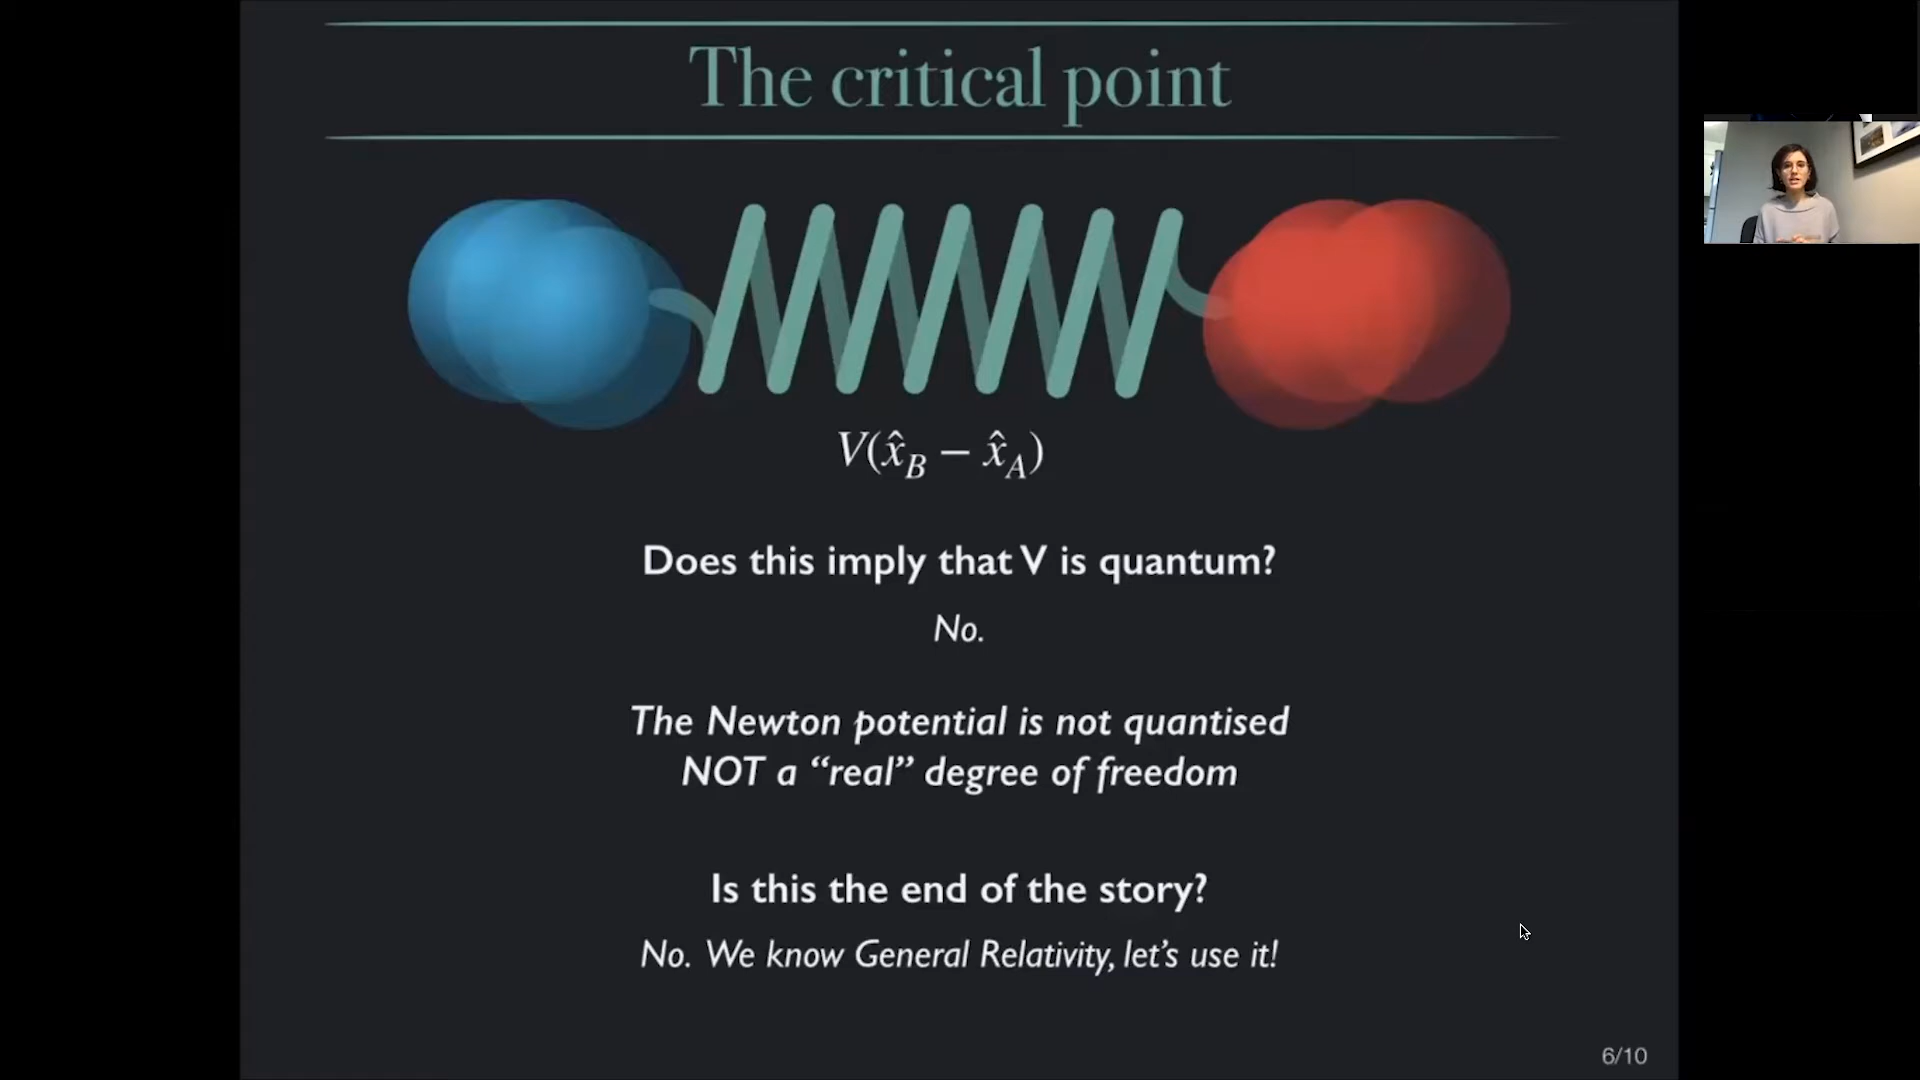 The critical point
V(x̂_B − x̂_A)
Does this imply that V is quantum?
No.
The Newton potential is not quantised
NOT a “real” degree of freedom
Is this the end of the story?
No. We know General Relativity, let’s use it!
6/10